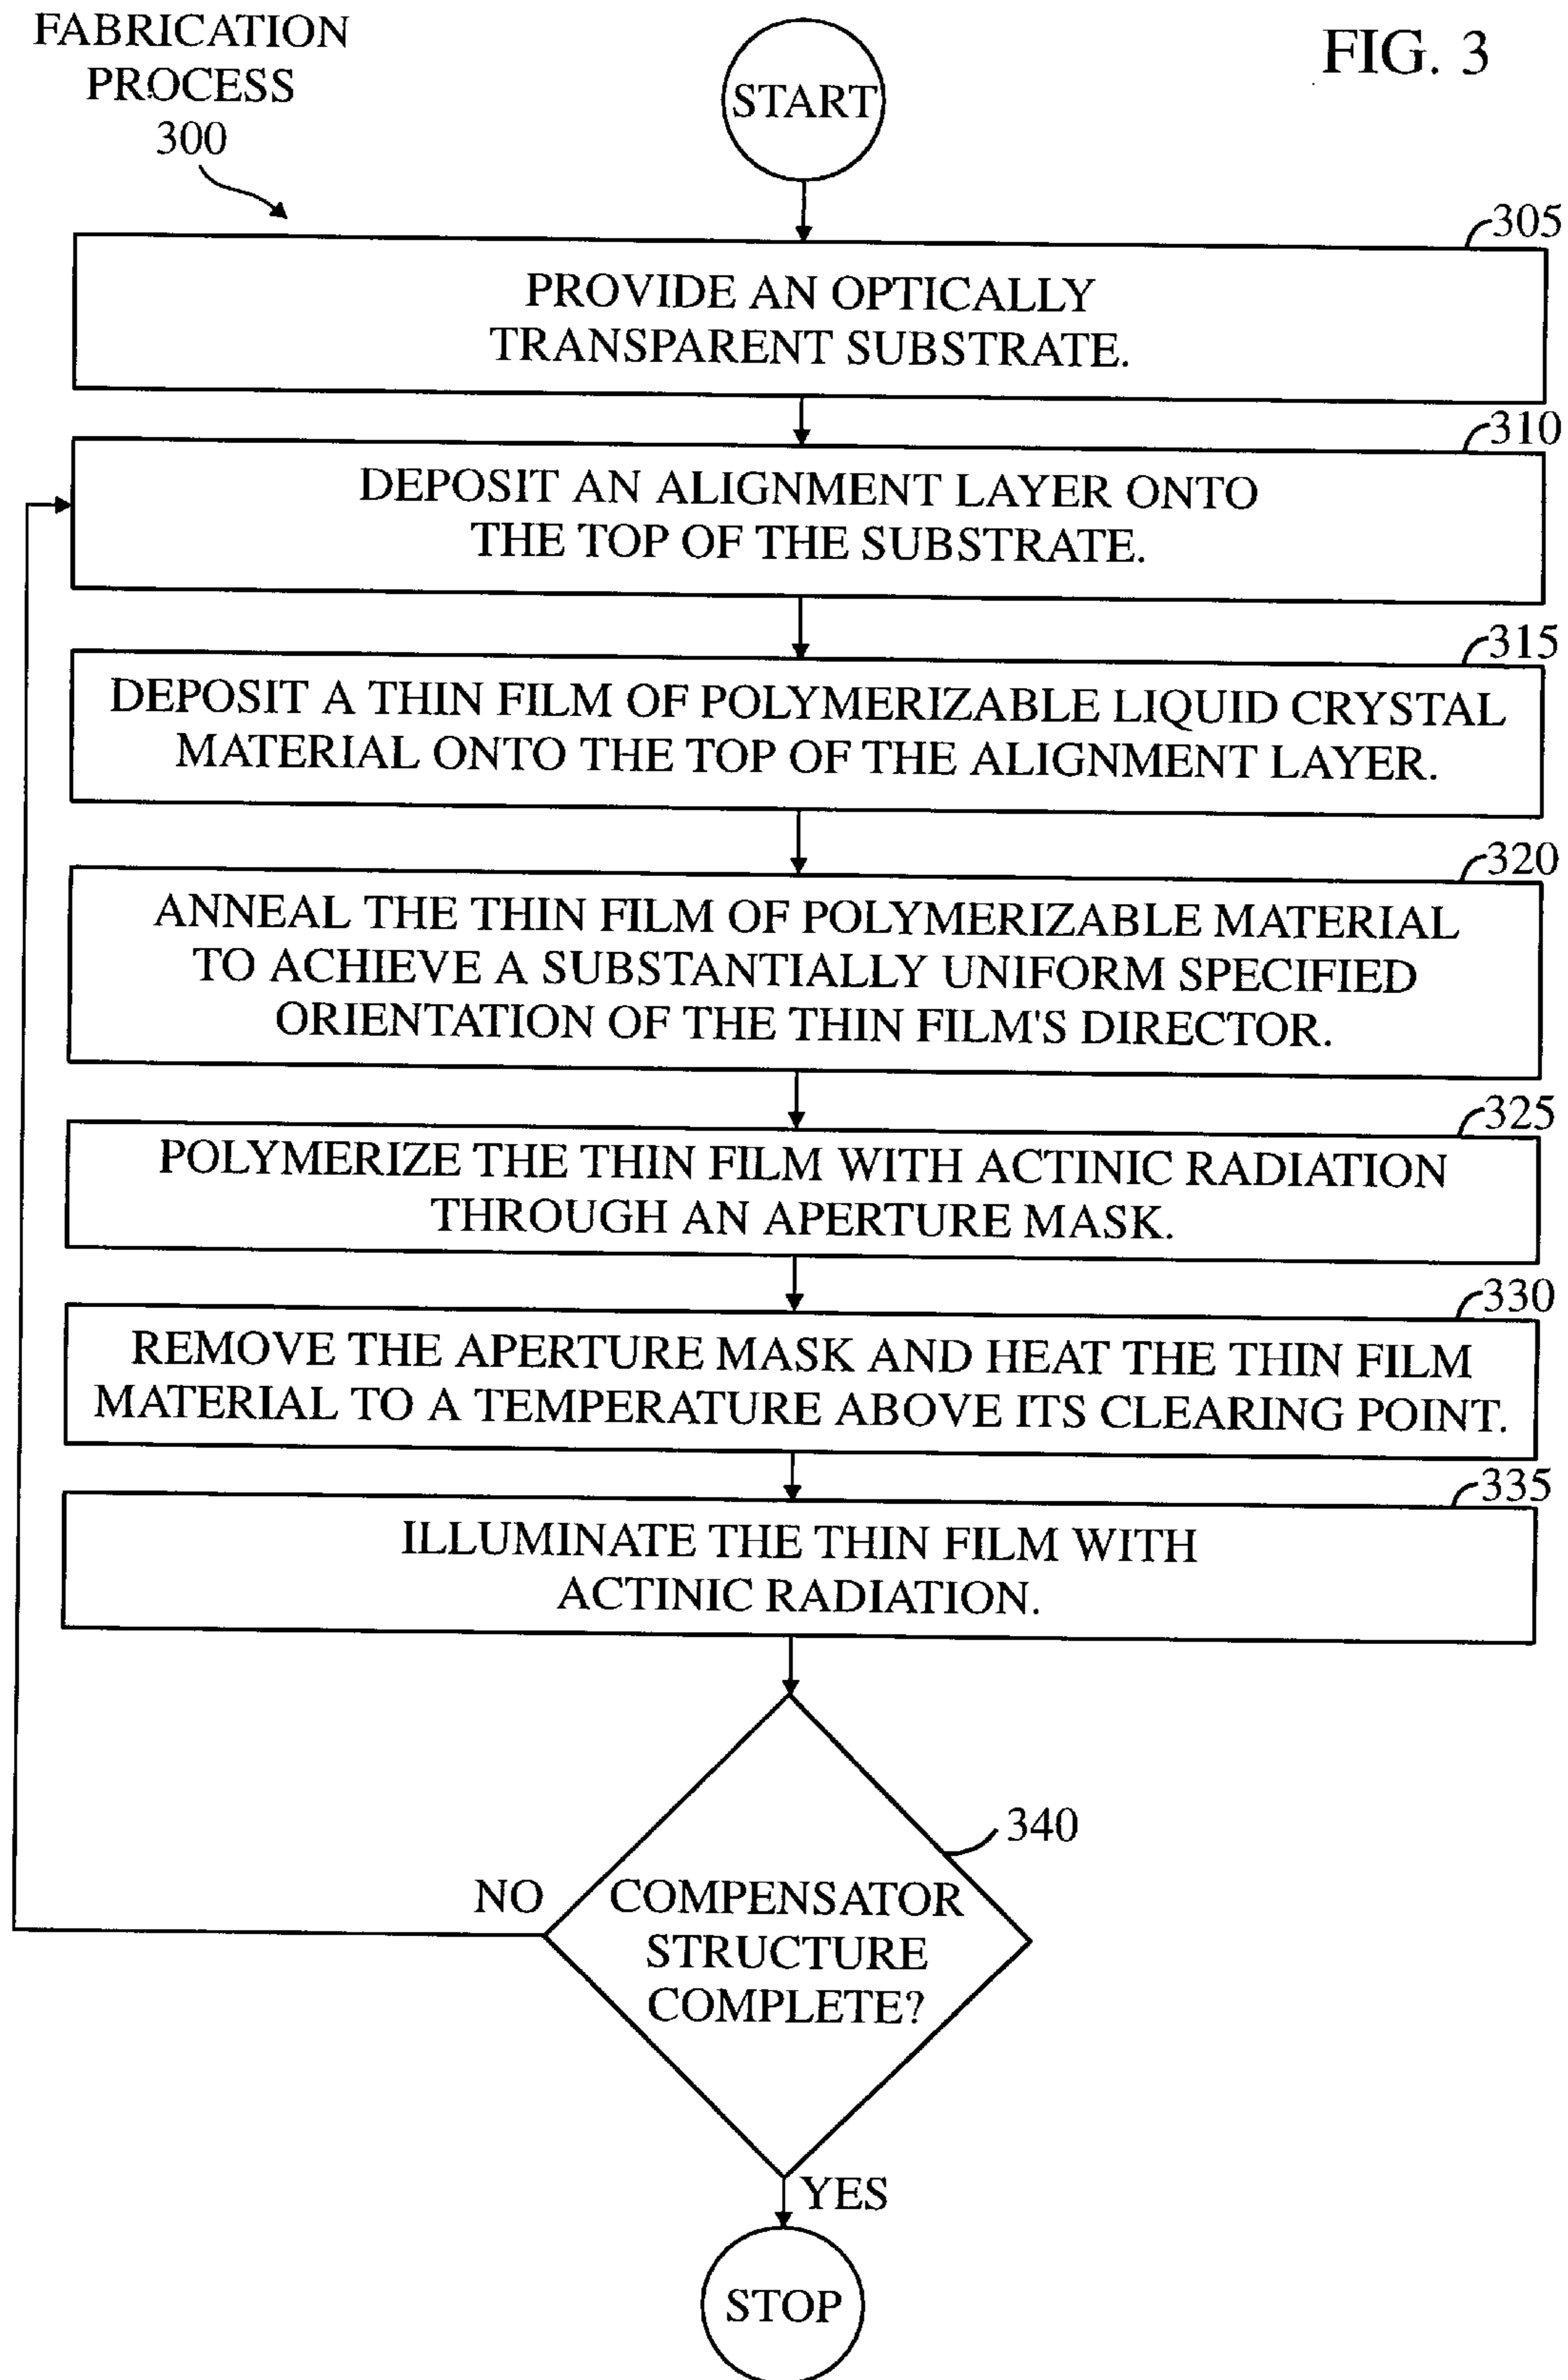 FABRICATION
PROCESS
300
FIG. 3
START
305
PROVIDE AN OPTICALLY
TRANSPARENT SUBSTRATE.
310
DEPOSIT AN ALIGNMENT LAYER ONTO
THE TOP OF THE SUBSTRATE.
315
DEPOSIT A THIN FILM OF POLYMERIZABLE LIQUID CRYSTAL
MATERIAL ONTO THE TOP OF THE ALIGNMENT LAYER.
320
ANNEAL THE THIN FILM OF POLYMERIZABLE MATERIAL
TO ACHIEVE A SUBSTANTIALLY UNIFORM SPECIFIED
ORIENTATION OF THE THIN FILM'S DIRECTOR.
325
POLYMERIZE THE THIN FILM WITH ACTINIC RADIATION
THROUGH AN APERTURE MASK.
330
REMOVE THE APERTURE MASK AND HEAT THE THIN FILM
MATERIAL TO A TEMPERATURE ABOVE ITS CLEARING POINT.
335
ILLUMINATE THE THIN FILM WITH
ACTINIC RADIATION.
340
NO
COMPENSATOR
STRUCTURE
COMPLETE?
YES
STOP